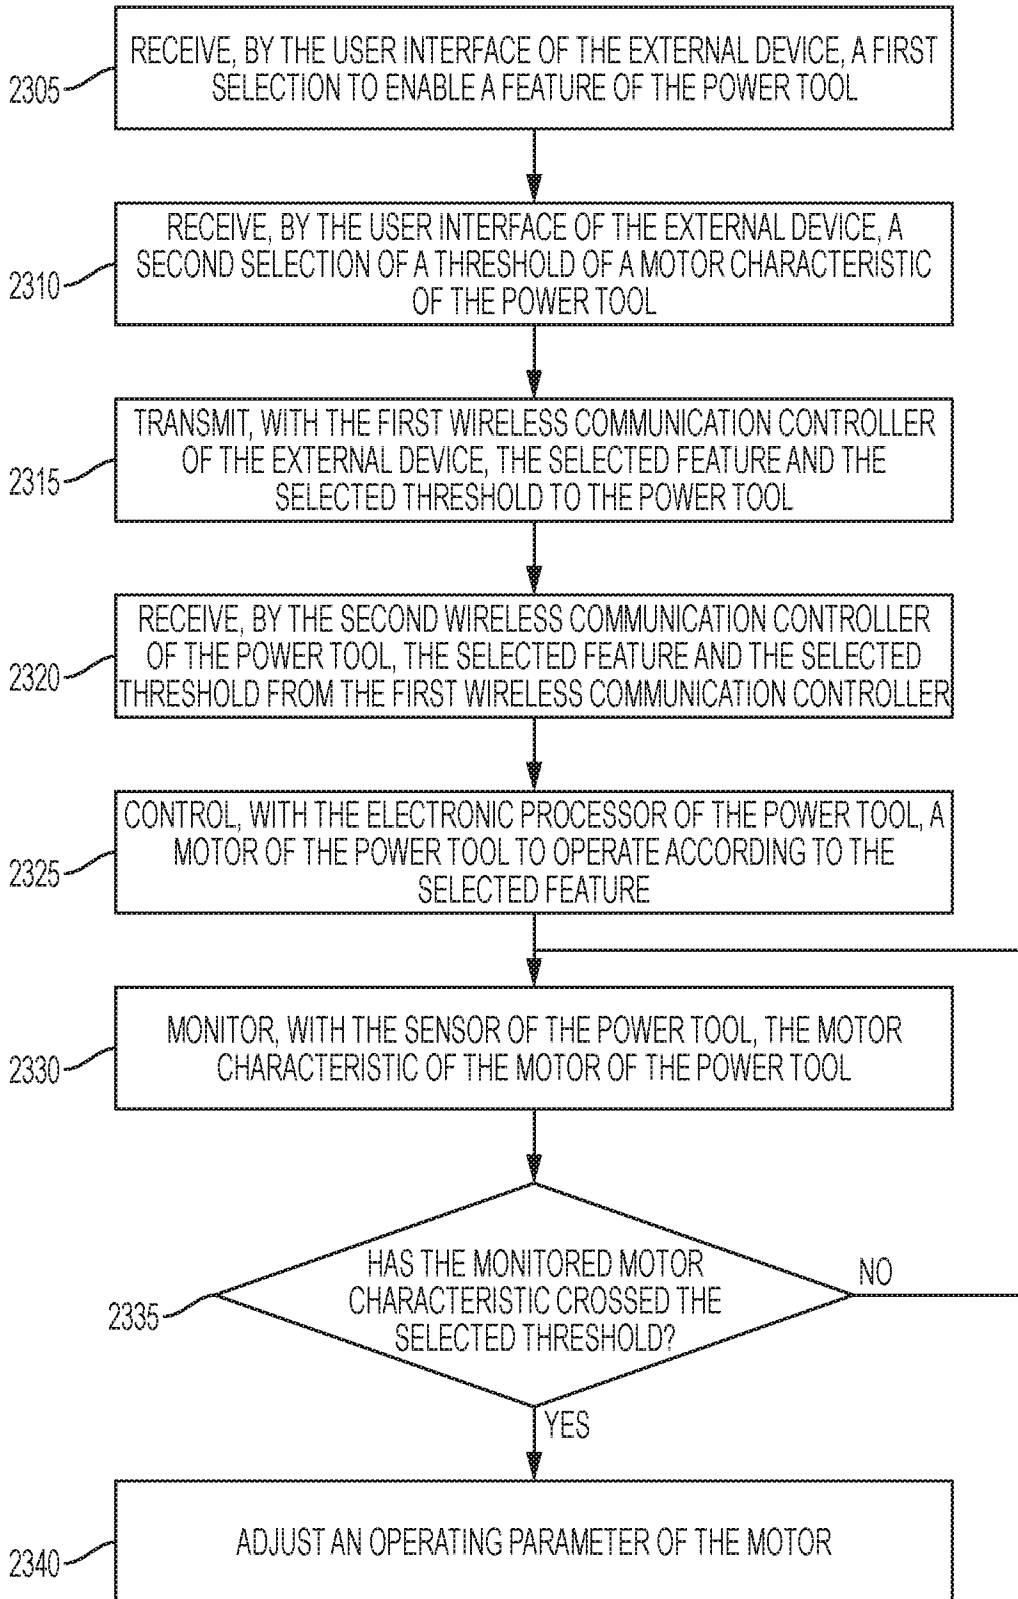 RECEIVE, BY THE USER INTERFACE OF THE EXTERNAL DEVICE, A FIRST
SELECTION TO ENABLE A FEATURE OF THE POWER TOOL
2305
RECEIVE, BY THE USER INTERFACE OF THE EXTERNAL DEVICE, A
SECOND SELECTION OF A THRESHOLD OF A MOTOR CHARACTERISTIC
OF THE POWER TOOL
2310
TRANSMIT, WITH THE FIRST WIRELESS COMMUNICATION CONTROLLER
OF THE EXTERNAL DEVICE, THE SELECTED FEATURE AND THE
SELECTED THRESHOLD TO THE POWER TOOL
2315
RECEIVE, BY THE SECOND WIRELESS COMMUNICATION CONTROLLER
OF THE POWER TOOL, THE SELECTED FEATURE AND THE SELECTED
THRESHOLD FROM THE FIRST WIRELESS COMMUNICATION CONTROLLER
2320
CONTROL, WITH THE ELECTRONIC PROCESSOR OF THE POWER TOOL, A
MOTOR OF THE POWER TOOL TO OPERATE ACCORDING TO THE
SELECTED FEATURE
2325
MONITOR, WITH THE SENSOR OF THE POWER TOOL, THE MOTOR
CHARACTERISTIC OF THE MOTOR OF THE POWER TOOL
2330
HAS THE MONITORED MOTOR
CHARACTERISTIC CROSSED THE
SELECTED THRESHOLD?
2335
NO
YES
ADJUST AN OPERATING PARAMETER OF THE MOTOR
2340